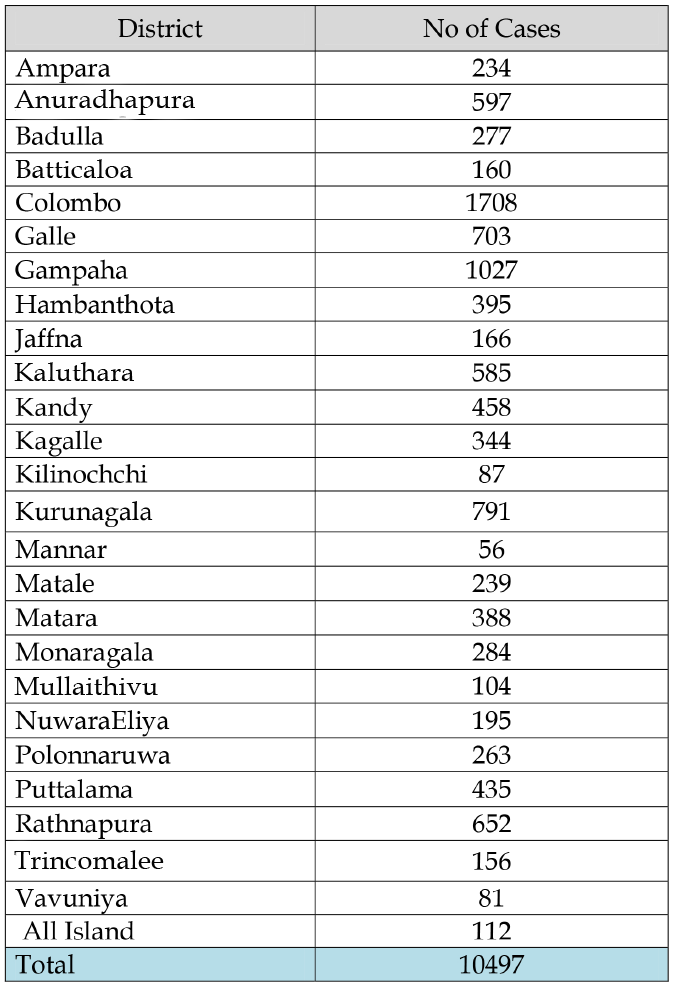 District No of Cases
Ampara 234
Anuradhapura 597
Badulla 277
Batticaloa 160
Colombo 1708
Galle 703
Gampaha 1027
Hambanthota 395
Jaffna 166
Kaluthara 585
Kandy 458
Kagalle 344
Kilinochchi 87
Kurunagala 791
Mannar 56
Matale 239
Matara 388
Monaragala 284
Mullaithivu 104
NuwaraEliya 195
Polonnaruwa 263
Puttalama 435
Rathnapura 652
Trincomalee 156
Vavuniya 81
All Island 112
Total 10497